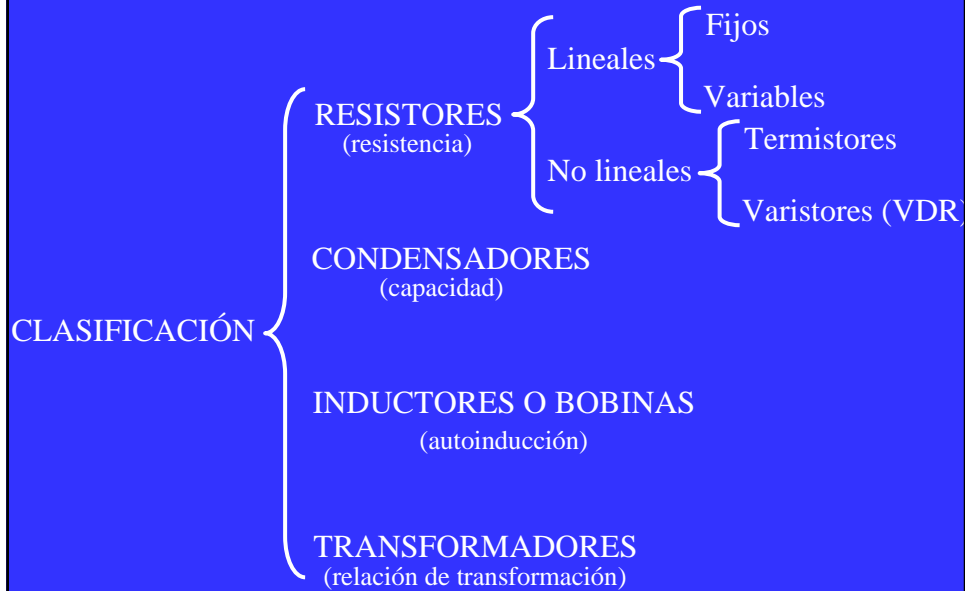 Fijos
Lineales
Variables
RESISTORES
(resistencia)
Termistores
No lineales
Varistores (VDR)
CONDENSADORES
(capacidad)
CLASIFICACIÓN
INDUCTORES O BOBINAS
(autoinducción)
TRANSFORMADORES
(relación de transformación)